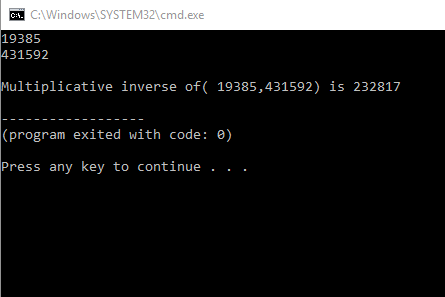 C:\Windows\SYSTEM32\cmd.exe
19385
431592
Multiplicative inverse of( 19385,431592) is 232817
------------------
(program exited with code: 0)
Press any key to continue . . .